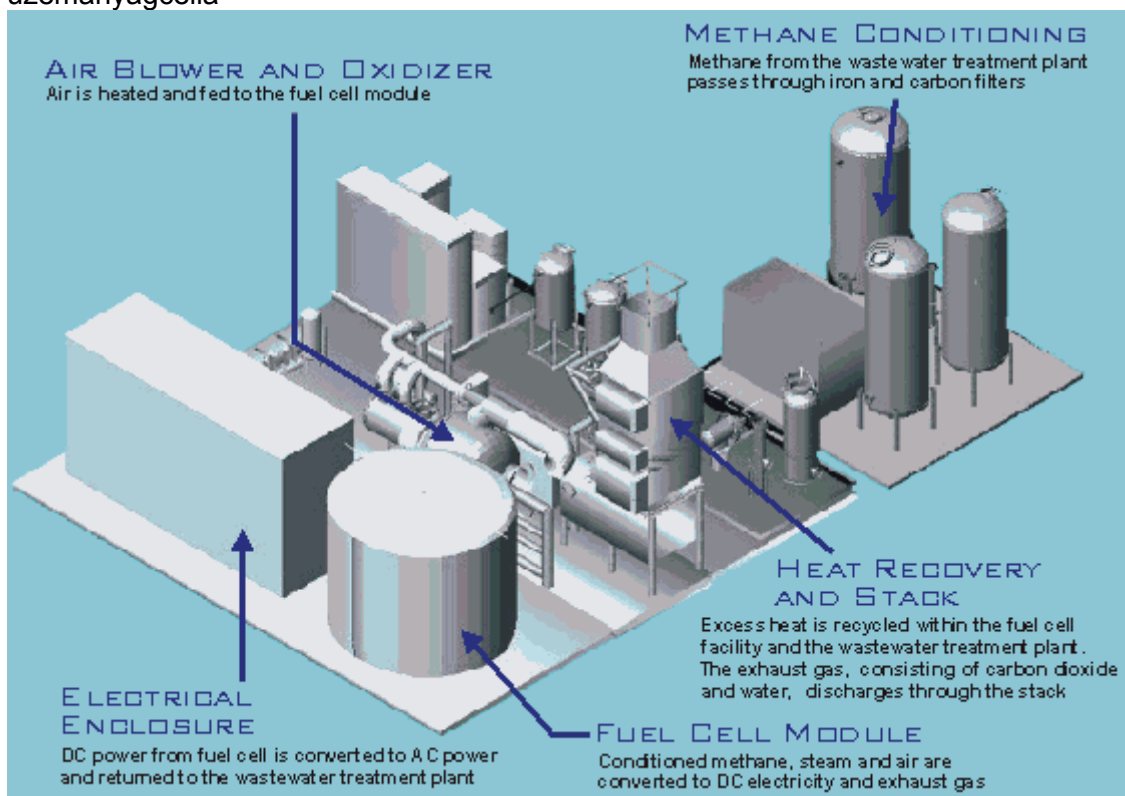 üzemanyagcella
METHANE CONDITIONING
Methane from the wastewater treatment plant
passes through iron and carbon filters
AIR BLOWER AND OXIDIZER
Air is heated and fed to the fuel cell module
HEAT RECOVERY
AND STACK
Excess heat is recycled within the fuel cell
facility and the wastewater treatment plant.
The exhaust gas, consisting of carbon dioxide
and water, discharges through the stack
ELECTRICAL
ENCLOSURE
DC power from fuel cell is converted to AC power
and returned to the wastewater treatment plant
FUEL CELL MODULE
Conditioned methane, steam and air are
converted to DC electricity and exhaust gas